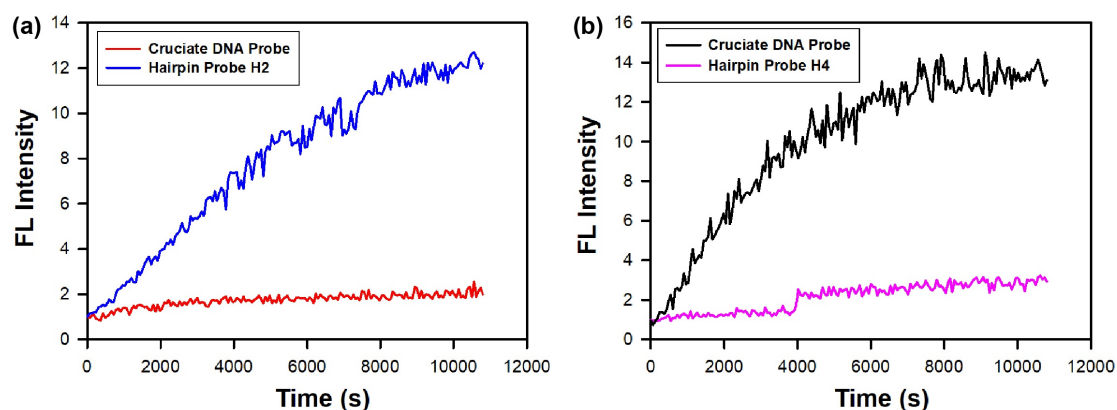 (a)
14
12
10
8
6
4
2
0
FL Intensity
Cruciate DNA Probe
Hairpin Probe H2
0 2000 4000 6000 8000 10000 12000
Time (s)
(b)
16
14
12
10
8
6
4
2
0
FL Intensity
Cruciate DNA Probe
Hairpin Probe H4
0 2000 4000 6000 8000 10000 12000
Time (s)